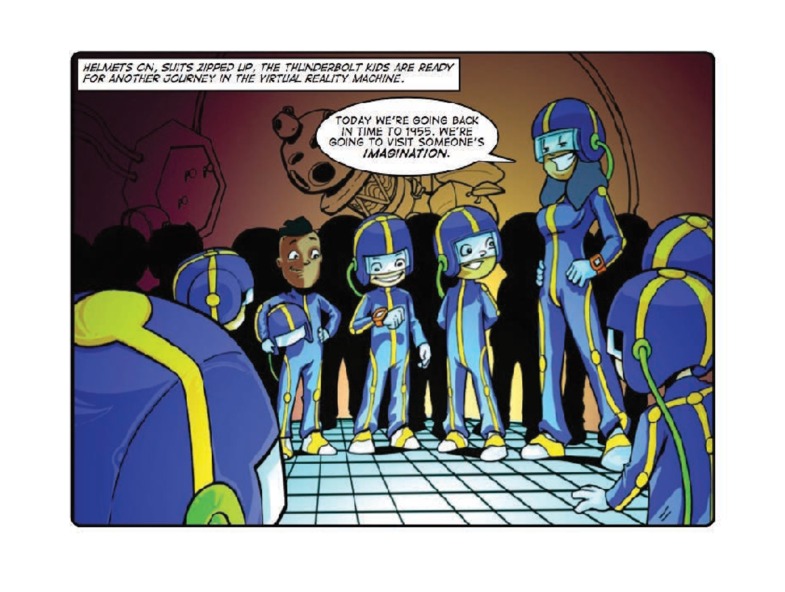 HELMETS ON, SUITS ZIPPED UP, THE THUNDERBOLT KIDS ARE READY
FOR ANOTHER JOURNEY IN THE VIRTUAL REALITY MACHINE.
TODAY WE'RE GOING BACK
IN TIME TO 1955. WE'RE
GOING TO VISIT SOMEONE'S
IMAGINATION.